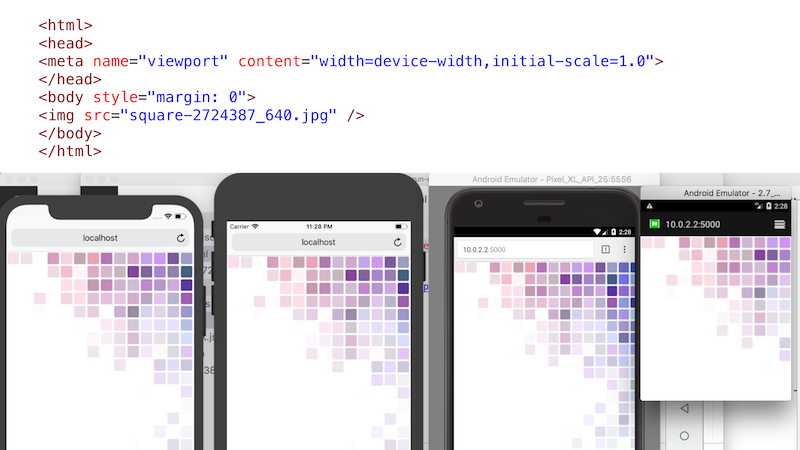 <html>
<head>
<meta name="viewport" content="width=device-width,initial-scale=1.0">
</head>
<body style="margin: 0">
<img src="square-2724387_640.jpg" />
</body>
</html>
Android Emulator - Pixel_XL_API_25:5556
Android Emulator - 2.7_...
localhost
Carrier
11:28 PM
localhost
2:28
10.0.2.2:5000
1
2:28
10.0.2.2:5000